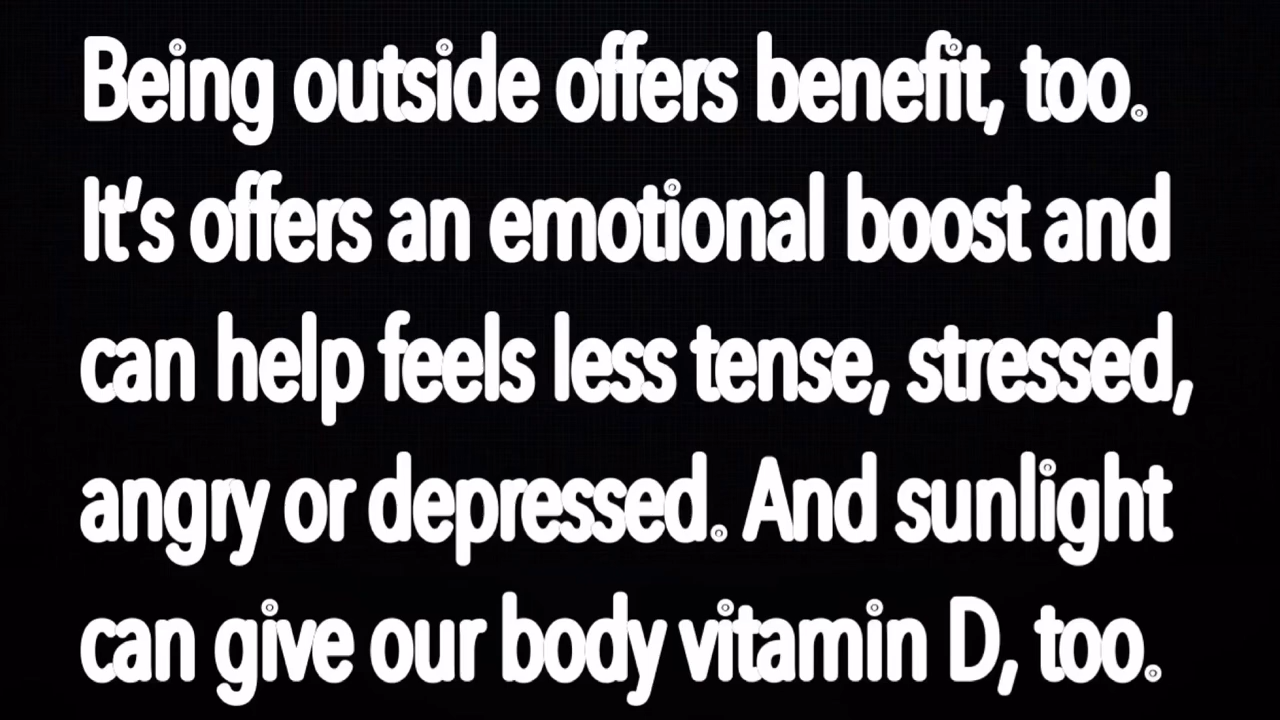 Being outside offers benefit, too.
It's offers an emotional boost and
can help feels less tense, stressed,
angry or depressed. And sunlight
can give our body vitamin D, too.